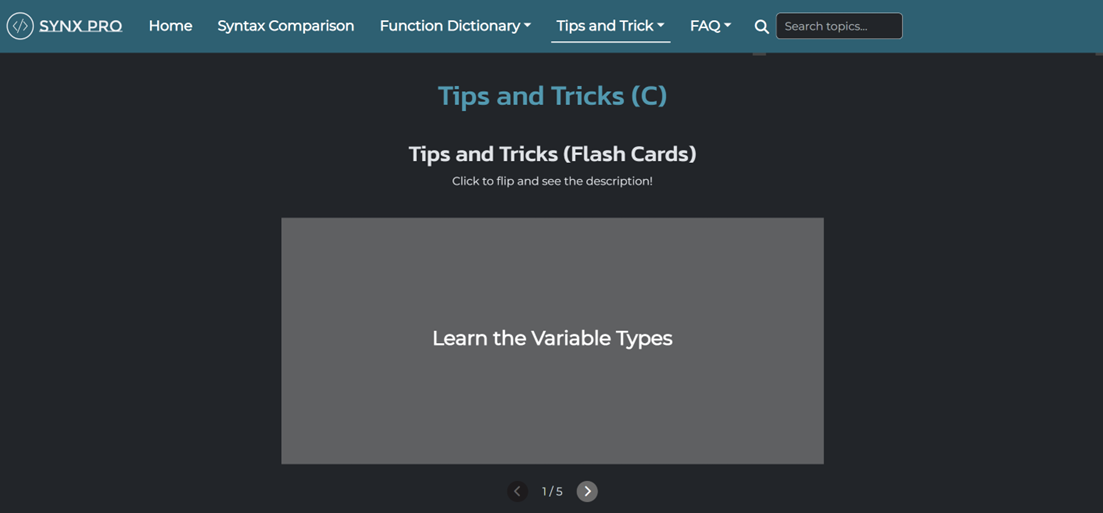 SYNX PRO Home Syntax Comparison Function Dictionary Tips and Trick FAQ Search topics...
Tips and Tricks (C)
Tips and Tricks (Flash Cards)
Click to flip and see the description!
Learn the Variable Types
1 / 5